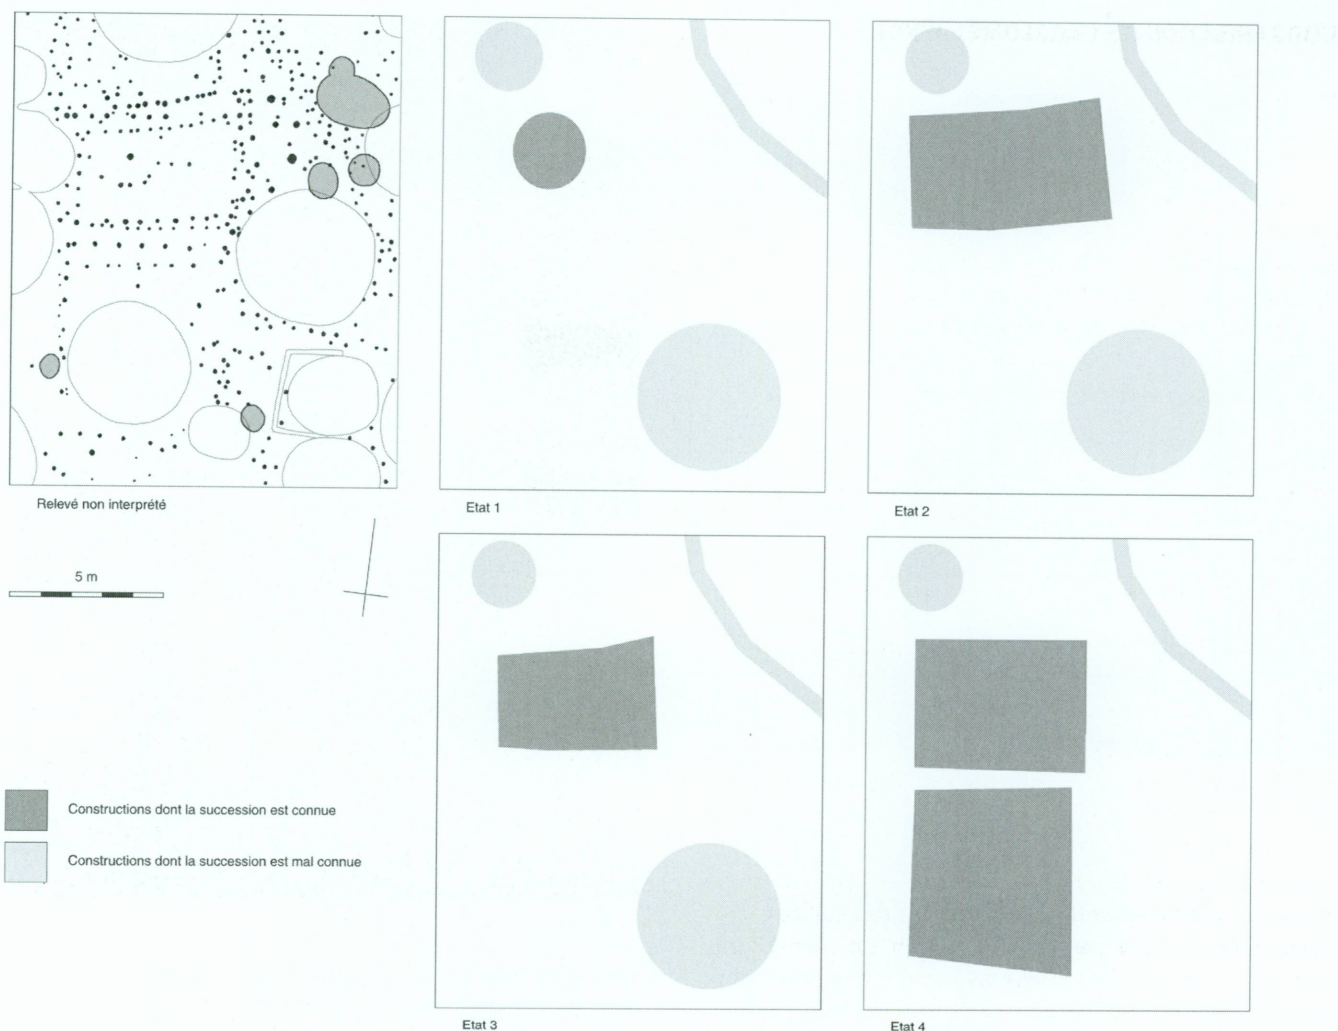 Relevé non interprété
Etat 1
Etat 2
5 m
Constructions dont la succession est connue
Constructions dont la succession est mal connue
Etat 3
Etat 4